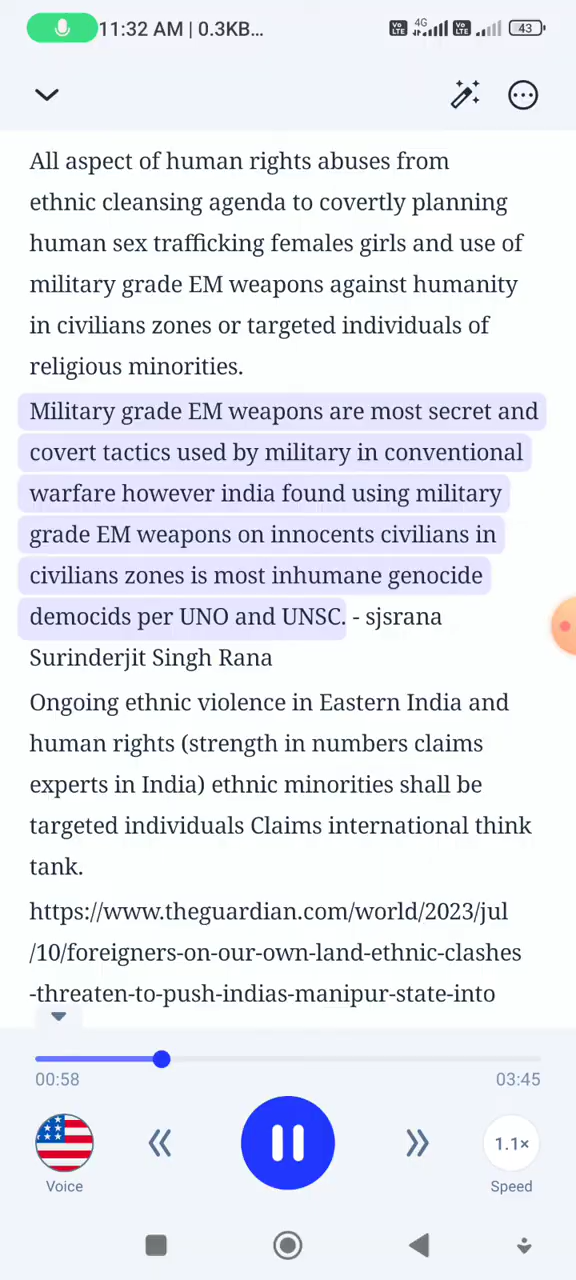 11:32 AM | 0.3KB...
Vo LTE 4G Vo LTE 43
All aspect of human rights abuses from
ethnic cleansing agenda to covertly planning
human sex trafficking females girls and use of
military grade EM weapons against humanity
in civilians zones or targeted individuals of
religious minorities.
Military grade EM weapons are most secret and
covert tactics used by military in conventional
warfare however india found using military
grade EM weapons on innocents civilians in
civilians zones is most inhumane genocide
democids per UNO and UNSC. - sjsrana
Surinderjit Singh Rana
Ongoing ethnic violence in Eastern India and
human rights (strength in numbers claims
experts in India) ethnic minorities shall be
targeted individuals Claims international think
tank.
https://www.theguardian.com/world/2023/jul
/10/foreigners-on-our-own-land-ethnic-clashes
-threaten-to-push-indias-manipur-state-into
00:58 03:45
1.1×
Voice Speed